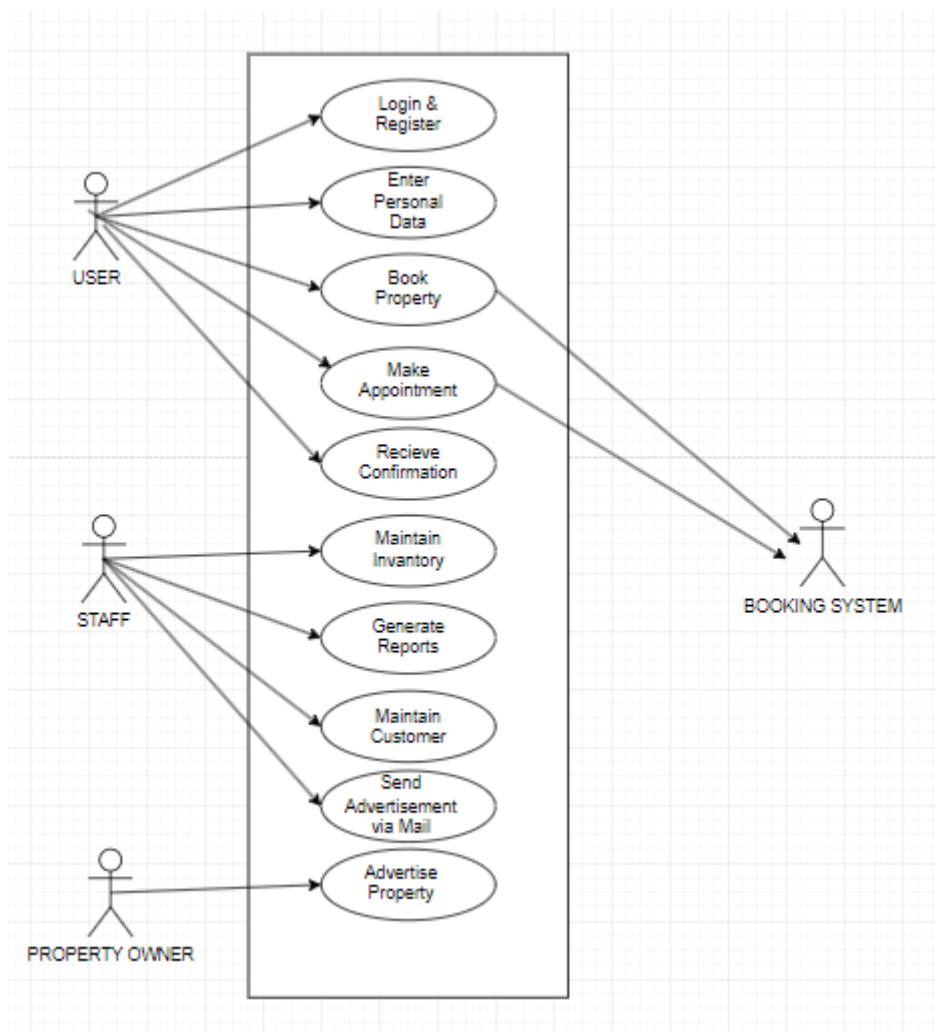 Login &
Register
Enter
Personal
Data
USER
Book
Property
Make
Appointment
Recieve
Confirmation
Maintain
Invantory
STAFF
BOOKING SYSTEM
Generate
Reports
Maintain
Customer
Send
Advertisement
via Mail
Advertise
Property
PROPERTY OWNER